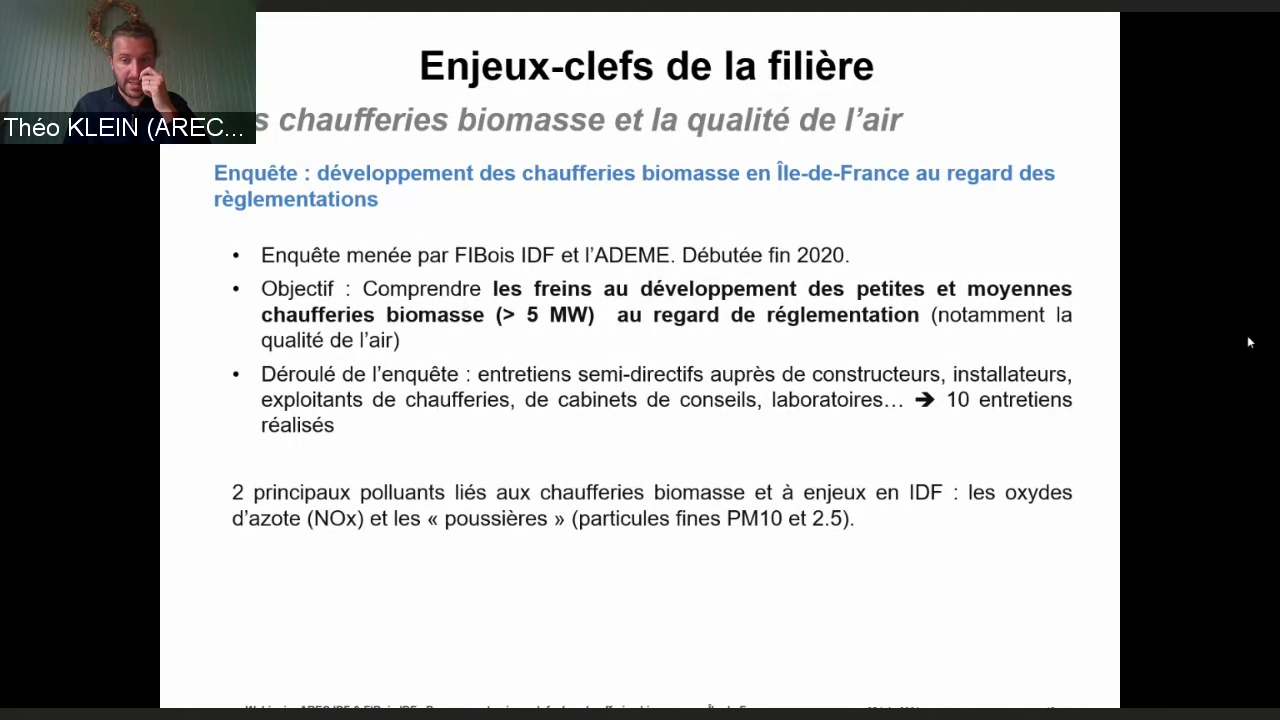 Enjeux-clefs de la filière
s chaufferies biomasse et la qualité de l'air
Théo KLEIN (AREC...
Enquête : développement des chaufferies biomasse en Île-de-France au regard des
règlementations
• Enquête menée par FIBois IDF et l'ADEME. Débutée fin 2020.
• Objectif : Comprendre les freins au développement des petites et moyennes
chaufferies biomasse (> 5 MW) au regard de réglementation (notamment la
qualité de l'air)
• Déroulé de l'enquête : entretiens semi-directifs auprès de constructeurs, installateurs,
exploitants de chaufferies, de cabinets de conseils, laboratoires… ➔ 10 entretiens
réalisés
2 principaux polluants liés aux chaufferies biomasse et à enjeux en IDF : les oxydes
d'azote (NOx) et les « poussières » (particules fines PM10 et 2.5).